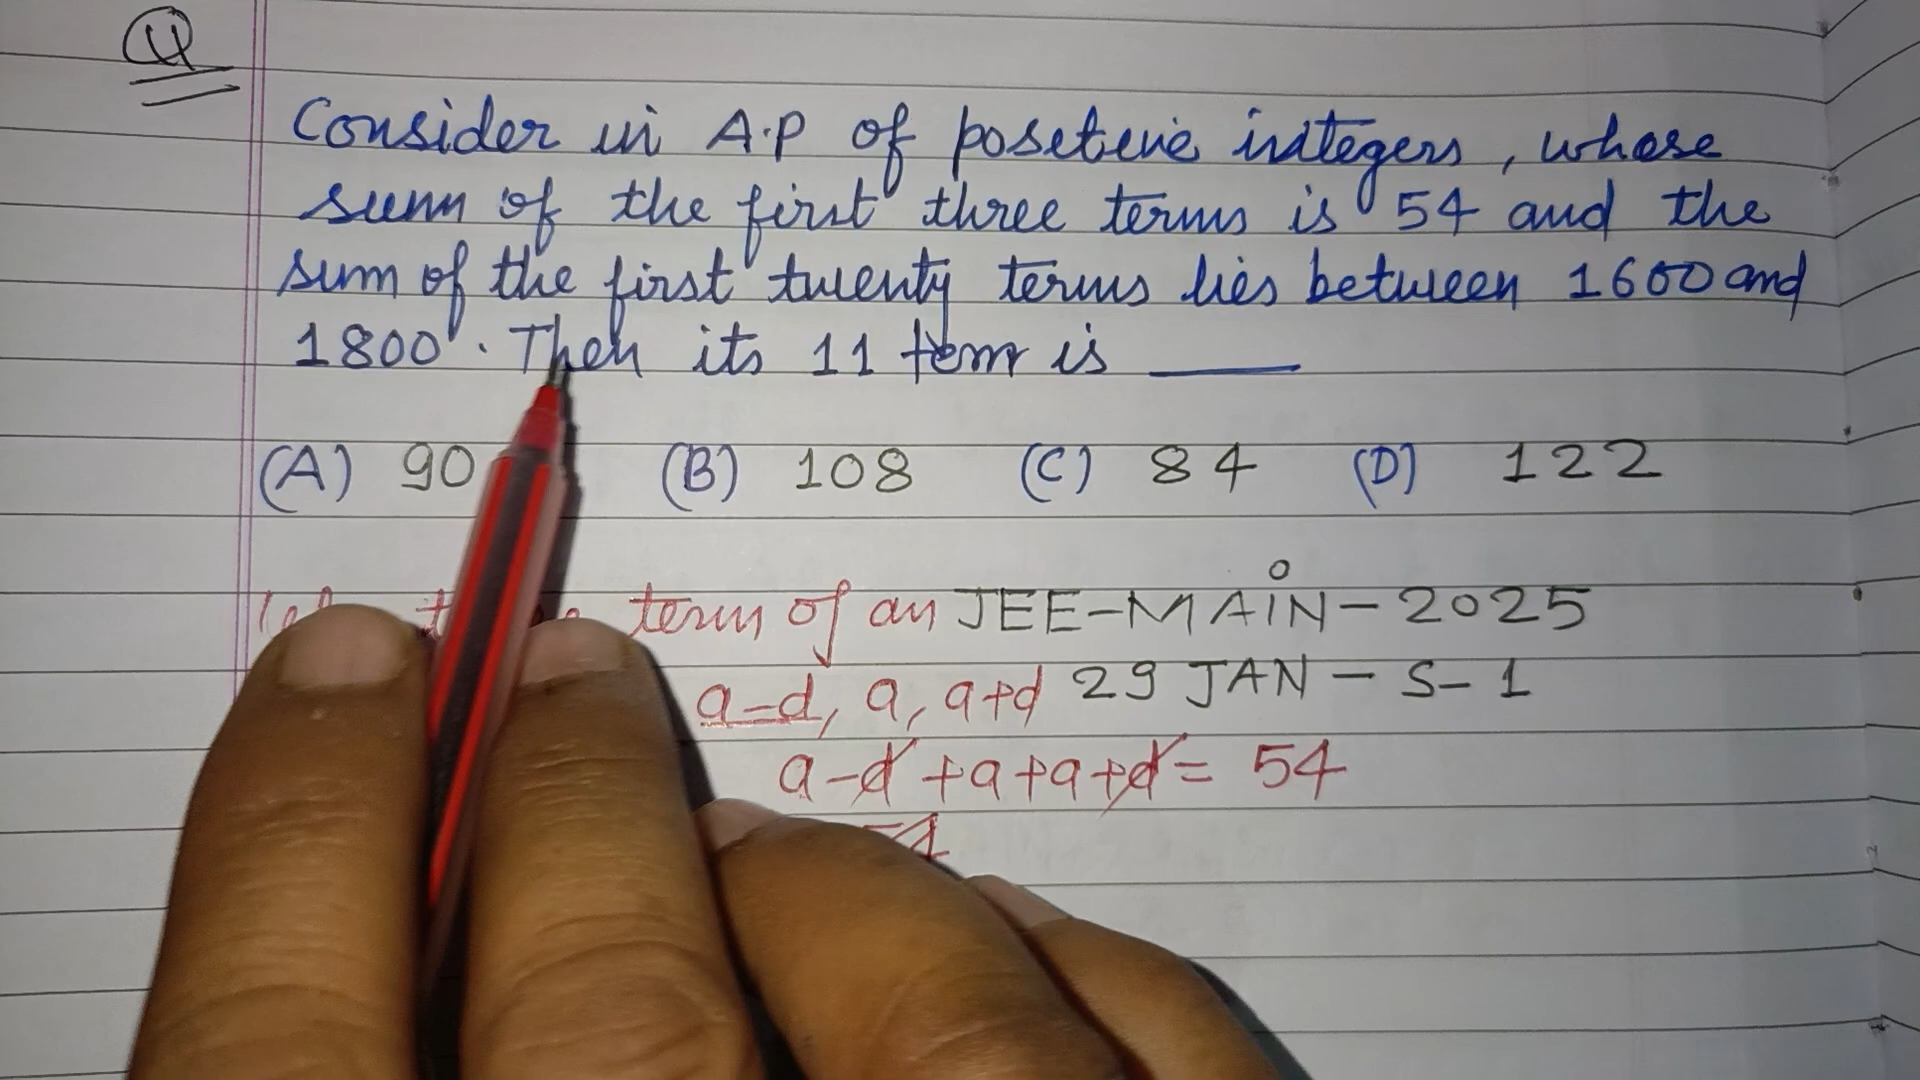 Q
Consider in A.P of posetive integers, whose
sum of the first three terms is 54 and the
sum of the first twenty terms lies between 1600 and
1800. Then its 11 term is ____
(A) 90 (B) 108 (C) 84 (D) 122
term of an JEE-MAIN-2025
a-d, a, a+d 29 JAN - S-1
a-d+a+a+d = 54